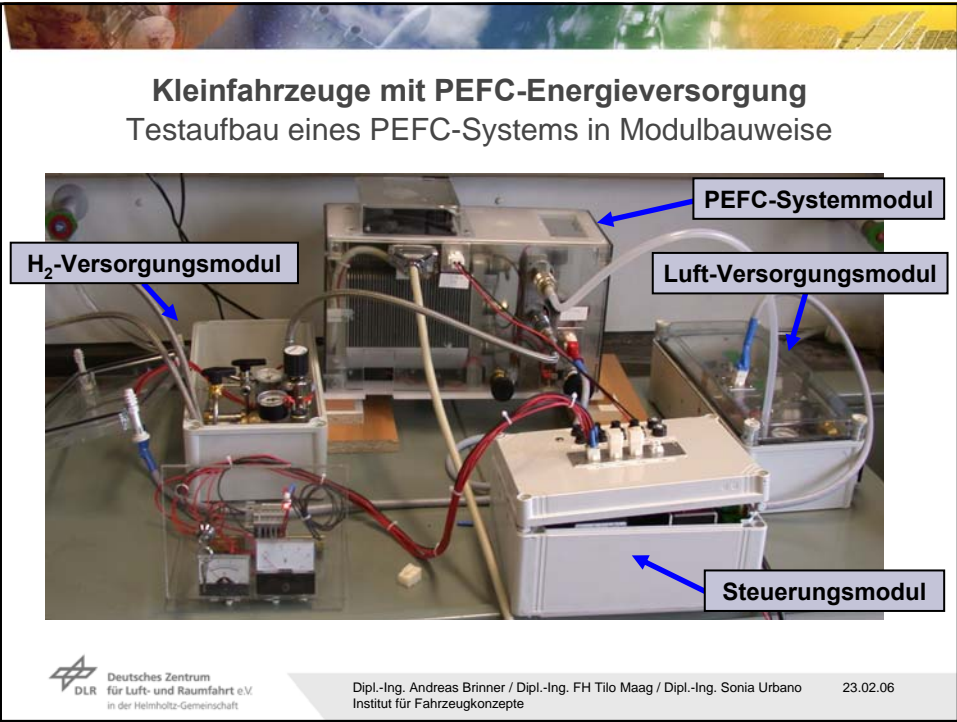 Kleinfahrzeuge mit PEFC-Energieversorgung
Testaufbau eines PEFC-Systems in Modulbauweise
PEFC-Systemmodul
H₂-Versorgungsmodul
Luft-Versorgungsmodul
Steuerungsmodul
Deutsches Zentrum
DLR für Luft- und Raumfahrt e.V.
in der Helmholtz-Gemeinschaft
Dipl.-Ing. Andreas Brinner / Dipl.-Ing. FH Tilo Maag / Dipl.-Ing. Sonia Urbano 23.02.06
Institut für Fahrzeugkonzepte